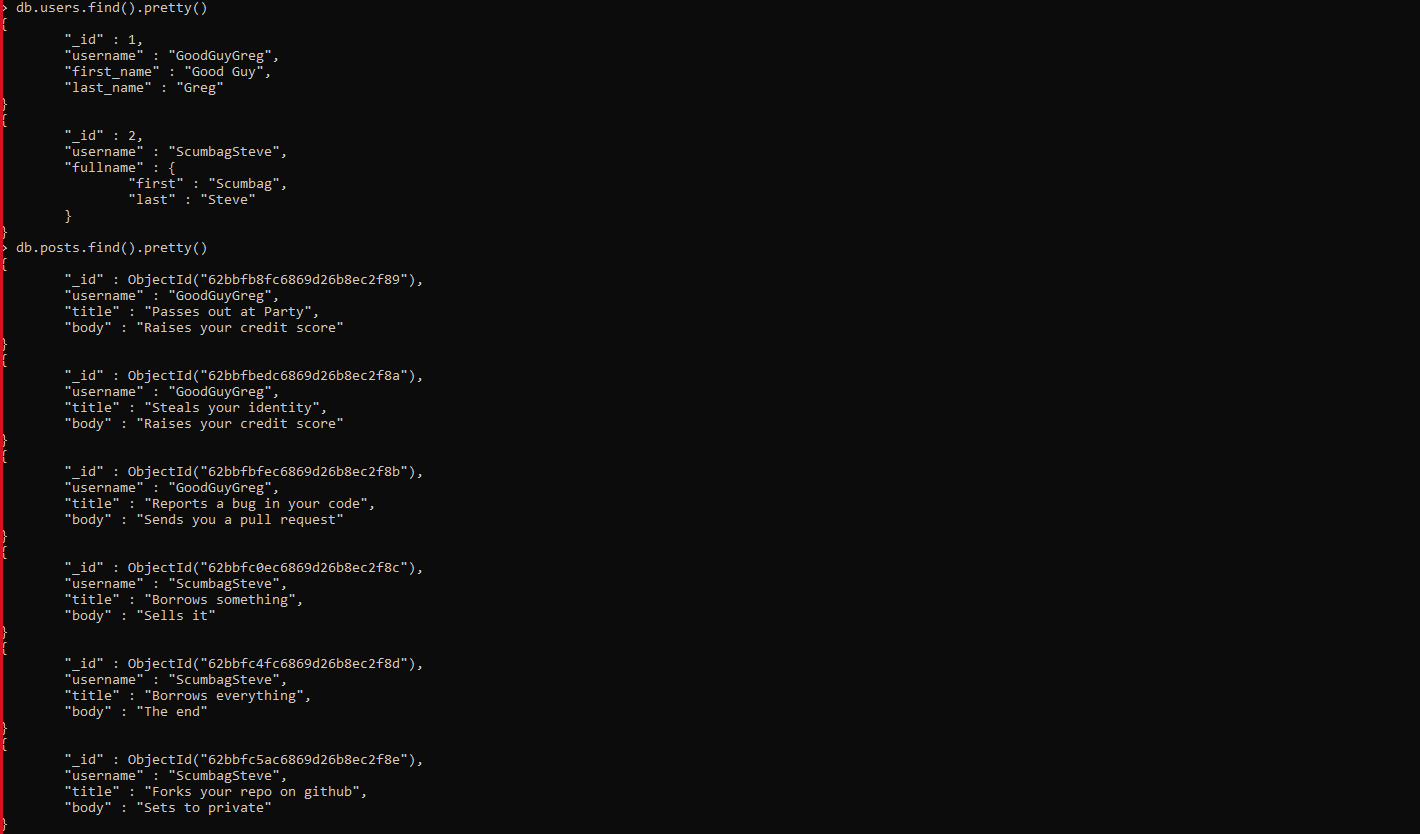 > db.users.find().pretty()
{
"_id" : 1,
"username" : "GoodGuyGreg",
"first_name" : "Good Guy",
"last_name" : "Greg"
}
{
"_id" : 2,
"username" : "ScumbagSteve",
"fullname" : {
"first" : "Scumbag",
"last" : "Steve"
}
}
> db.posts.find().pretty()
{
"_id" : ObjectId("62bbfb8fc6869d26b8ec2f89"),
"username" : "GoodGuyGreg",
"title" : "Passes out at Party",
"body" : "Raises your credit score"
}
{
"_id" : ObjectId("62bbfbedc6869d26b8ec2f8a"),
"username" : "GoodGuyGreg",
"title" : "Steals your identity",
"body" : "Raises your credit score"
}
{
"_id" : ObjectId("62bbfbfec6869d26b8ec2f8b"),
"username" : "GoodGuyGreg",
"title" : "Reports a bug in your code",
"body" : "Sends you a pull request"
}
{
"_id" : ObjectId("62bbfc0ec6869d26b8ec2f8c"),
"username" : "ScumbagSteve",
"title" : "Borrows something",
"body" : "Sells it"
}
{
"_id" : ObjectId("62bbfc4fc6869d26b8ec2f8d"),
"username" : "ScumbagSteve",
"title" : "Borrows everything",
"body" : "The end"
}
{
"_id" : ObjectId("62bbfc5ac6869d26b8ec2f8e"),
"username" : "ScumbagSteve",
"title" : "Forks your repo on github",
"body" : "Sets to private"
}